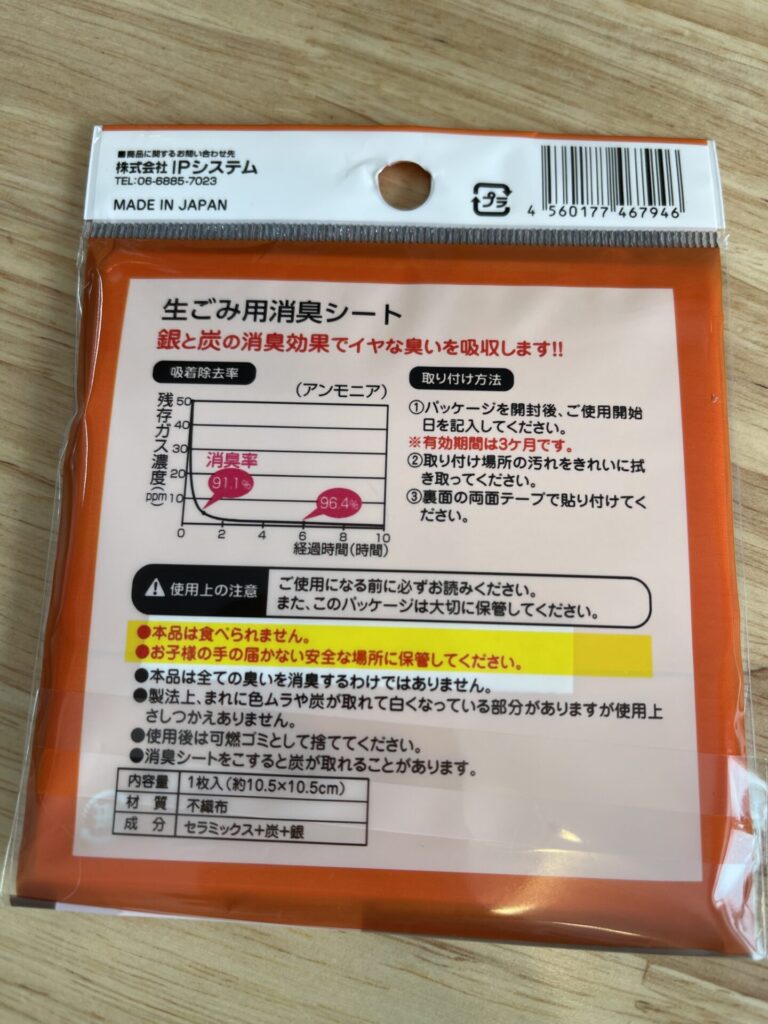 ■商品に関するお問い合わせ先
株式会社 IPシステム
TEL:06-6885-7023
MADE IN JAPAN
プラ
4 560177 467946
生ごみ用消臭シート
銀と炭の消臭効果でイヤな臭いを吸収します!!
吸着除去率
(アンモニア)
残存ガス濃度(ppm)
50
40
30
20
10
消臭率
91.1%
96.4%
0 2 4 6 8 10
経過時間(時間)
取り付け方法
①パッケージを開封後、ご使用開始
日を記入してください。
※有効期間は3ケ月です。
②取り付け場所の汚れをきれいに拭
き取ってください。
③裏面の両面テープで貼り付けてく
ださい。
使用上の注意
ご使用になる前に必ずお読みください。
また、このパッケージは大切に保管してください。
●本品は食べられません。
●お子様の手の届かない安全な場所に保管してください。
●本品は全ての臭いを消臭するわけではありません。
●製法上、まれに色ムラや炭が取れて白くなっている部分がありますが使用上
さしつかえありません。
●使用後は可燃ゴミとして捨ててください。
●消臭シートをこすると炭が取れることがあります。
内容量 1枚入(約10.5×10.5cm)
材 質 不織布
成 分 セラミックス+炭+銀